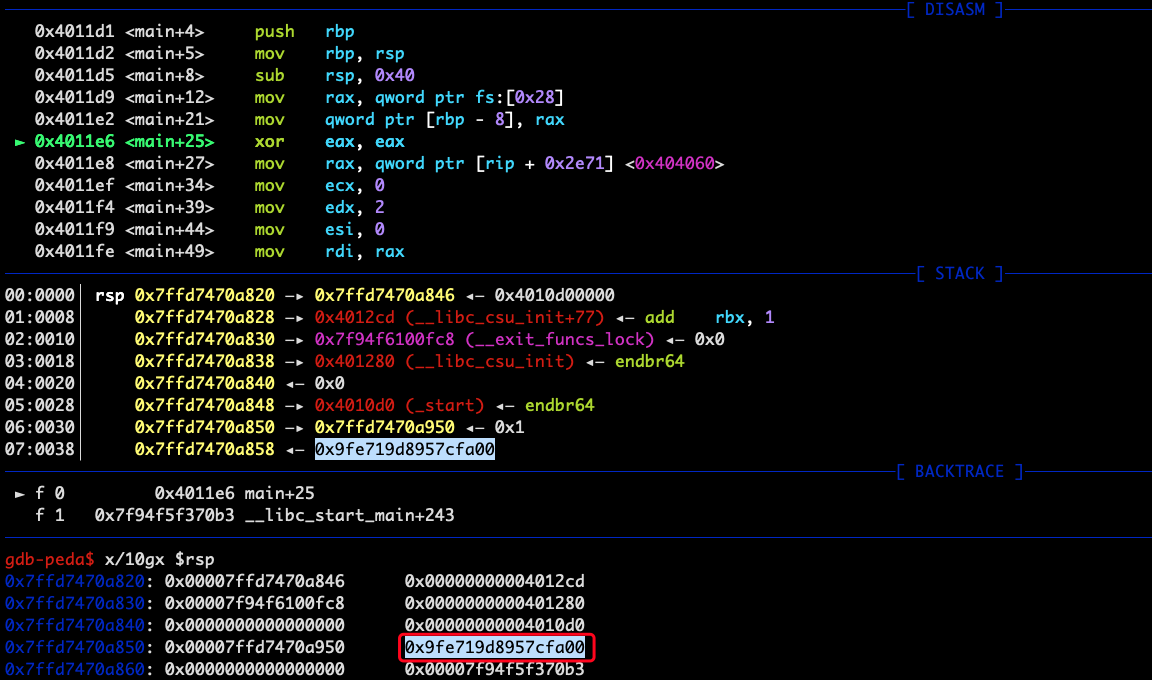 [ DISASM ]
0x4011d1 <main+4> push rbp
0x4011d2 <main+5> mov rbp, rsp
0x4011d5 <main+8> sub rsp, 0x40
0x4011d9 <main+12> mov rax, qword ptr fs:[0x28]
0x4011e2 <main+21> mov qword ptr [rbp - 8], rax
► 0x4011e6 <main+25> xor eax, eax
0x4011e8 <main+27> mov rax, qword ptr [rip + 0x2e71] <0x404060>
0x4011ef <main+34> mov ecx, 0
0x4011f4 <main+39> mov edx, 2
0x4011f9 <main+44> mov esi, 0
0x4011fe <main+49> mov rdi, rax
[ STACK ]
00:0000│ rsp 0x7ffd7470a820 —▸ 0x7ffd7470a846 ◂— 0x4010d00000
01:0008│ 0x7ffd7470a828 —▸ 0x4012cd (__libc_csu_init+77) ◂— add rbx, 1
02:0010│ 0x7ffd7470a830 —▸ 0x7f94f6100fc8 (__exit_funcs_lock) ◂— 0x0
03:0018│ 0x7ffd7470a838 —▸ 0x401280 (__libc_csu_init) ◂— endbr64
04:0020│ 0x7ffd7470a840 ◂— 0x0
05:0028│ 0x7ffd7470a848 —▸ 0x4010d0 (_start) ◂— endbr64
06:0030│ 0x7ffd7470a850 —▸ 0x7ffd7470a950 ◂— 0x1
07:0038│ 0x7ffd7470a858 ◂— 0x9fe719d8957cfa00
[ BACKTRACE ]
► f 0 0x4011e6 main+25
f 1 0x7f94f5f370b3 __libc_start_main+243
gdb-peda$ x/10gx $rsp
0x7ffd7470a820: 0x00007ffd7470a846 0x00000000004012cd
0x7ffd7470a830: 0x00007f94f6100fc8 0x0000000000401280
0x7ffd7470a840: 0x0000000000000000 0x00000000004010d0
0x7ffd7470a850: 0x00007ffd7470a950 0x9fe719d8957cfa00
0x7ffd7470a860: 0x0000000000000000 0x00007f94f5f370b3